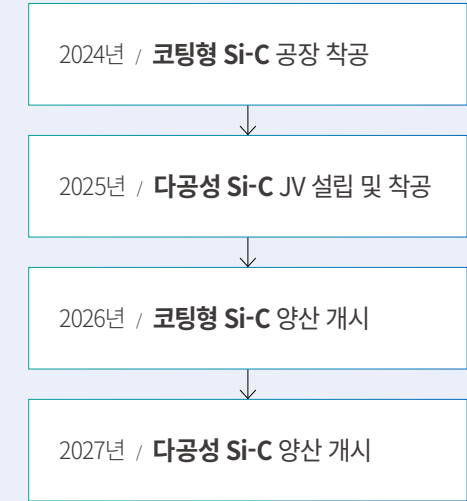 2024년 / 코팅형 Si-C 공장 착공
2025년 / 다공성 Si-C JV 설립 및 착공
2026년 / 코팅형 Si-C 양산 개시
2027년 / 다공성 Si-C 양산 개시